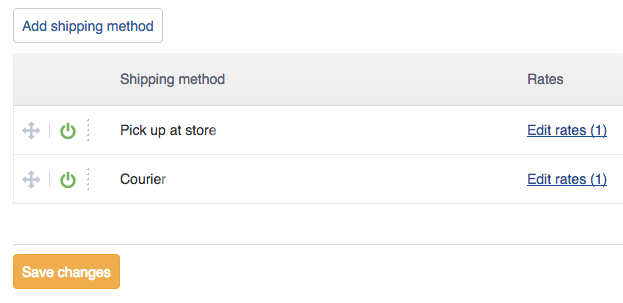 Add shipping method
Shipping method Rates
Pick up at store Edit rates (1)
Courier Edit rates (1)
Save changes